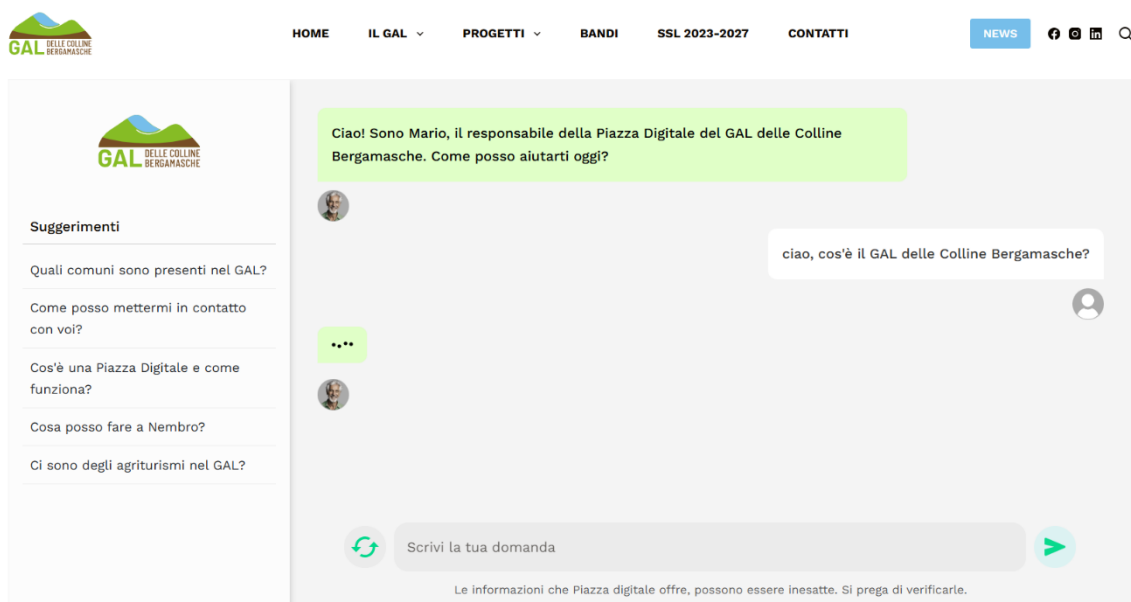 GAL DELLE COLLINE
BERGAMASCHE
HOME IL GAL PROGETTI BANDI SSL 2023-2027 CONTATTI NEWS
GAL DELLE COLLINE
BERGAMASCHE
Suggerimenti
Quali comuni sono presenti nel GAL?
Come posso mettermi in contatto
con voi?
Cos'è una Piazza Digitale e come
funziona?
Cosa posso fare a Nembro?
Ci sono degli agriturismi nel GAL?
Ciao! Sono Mario, il responsabile della Piazza Digitale del GAL delle Colline
Bergamasche. Come posso aiutarti oggi?
ciao, cos'è il GAL delle Colline Bergamasche?
Scrivi la tua domanda
Le informazioni che Piazza digitale offre, possono essere inesatte. Si prega di verificarle.